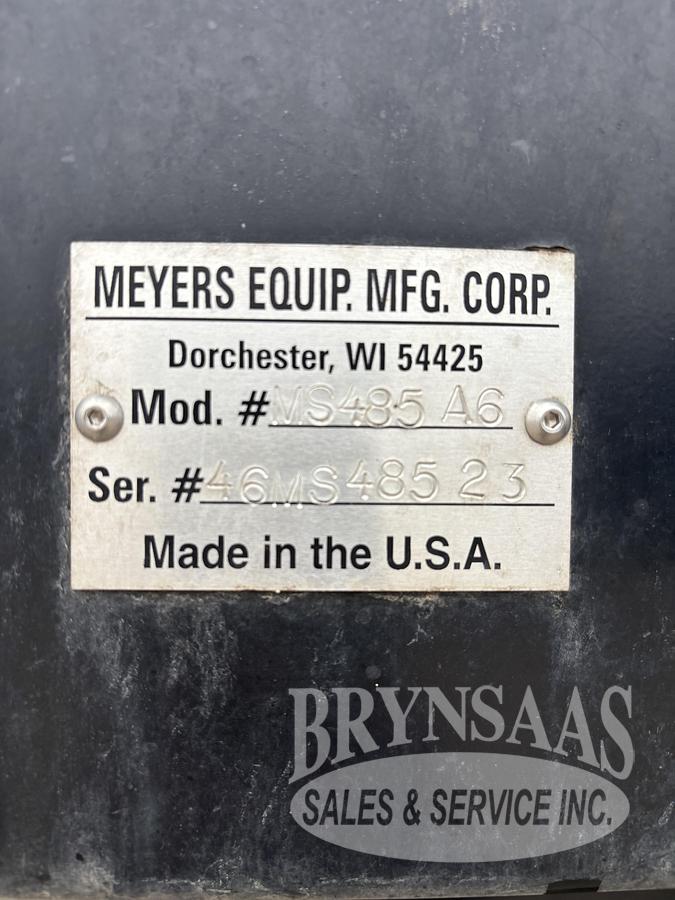 MEYERS EQUIP. MFG. CORP.
Dorchester, WI 54425
Mod. #MS485 A6
Ser. #46MS485 23
Made in the U.S.A.
BRYNSAAS
SALES & SERVICE INC.